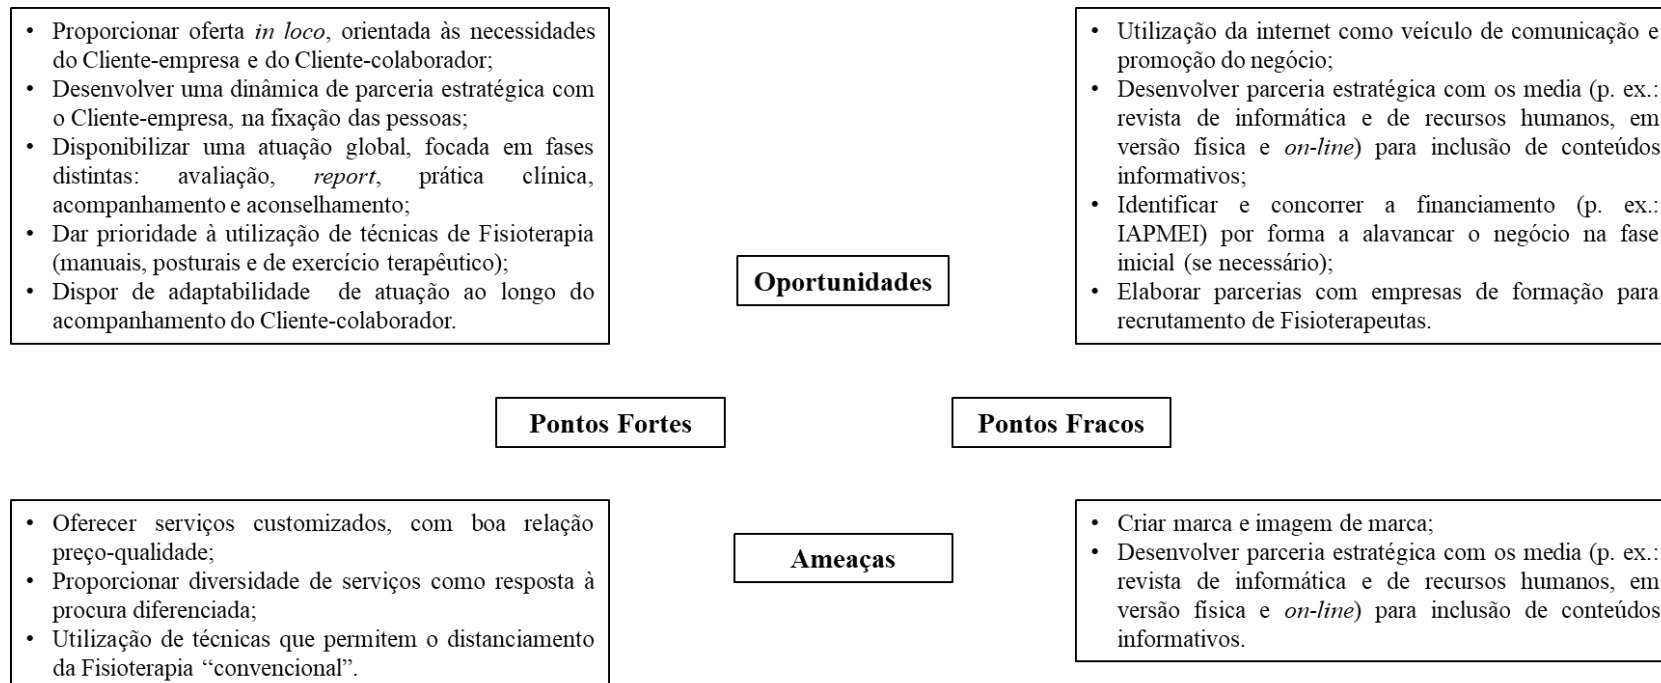 • Proporcionar oferta in loco, orientada às necessidades
do Cliente-empresa e do Cliente-colaborador;
• Desenvolver uma dinâmica de parceria estratégica com
o Cliente-empresa, na fixação das pessoas;
• Disponibilizar uma atuação global, focada em fases
distintas: avaliação, report, prática clínica,
acompanhamento e aconselhamento;
• Dar prioridade à utilização de técnicas de Fisioterapia
(manuais, posturais e de exercício terapêutico);
• Dispor de adaptabilidade de atuação ao longo do
acompanhamento do Cliente-colaborador.
Oportunidades
• Utilização da internet como veículo de comunicação e
promoção do negócio;
• Desenvolver parceria estratégica com os media (p. ex.:
revista de informática e de recursos humanos, em
versão física e on-line) para inclusão de conteúdos
informativos;
• Identificar e concorrer a financiamento (p. ex.:
IAPMEI) por forma a alavancar o negócio na fase
inicial (se necessário);
• Elaborar parcerias com empresas de formação para
recrutamento de Fisioterapeutas.
Pontos Fortes
Pontos Fracos
• Oferecer serviços customizados, com boa relação
preço-qualidade;
• Proporcionar diversidade de serviços como resposta à
procura diferenciada;
• Utilização de técnicas que permitem o distanciamento
da Fisioterapia “convencional”.
Ameaças
• Criar marca e imagem de marca;
• Desenvolver parceria estratégica com os media (p. ex.:
revista de informática e de recursos humanos, em
versão física e on-line) para inclusão de conteúdos
informativos.